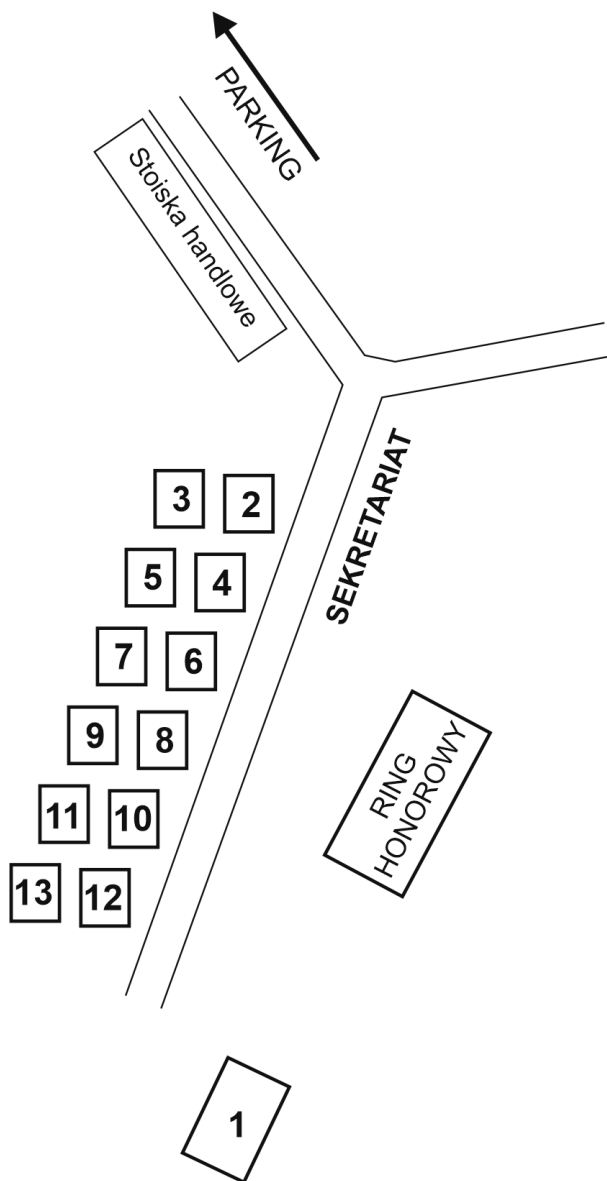 PARKING
Stoiska handlowe
SEKRETARIAT
3 2
5 4
7 6
9 8
11 10
13 12
RING
HONOROWY
1